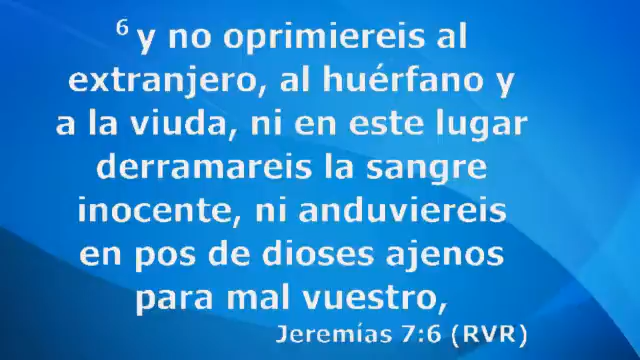 6 y no oprimiereis al
extranjero, al huérfano y
a la viuda, ni en este lugar
derramareis la sangre
inocente, ni anduviereis
en pos de dioses ajenos
para mal vuestro,
Jeremías 7:6 (RVR)